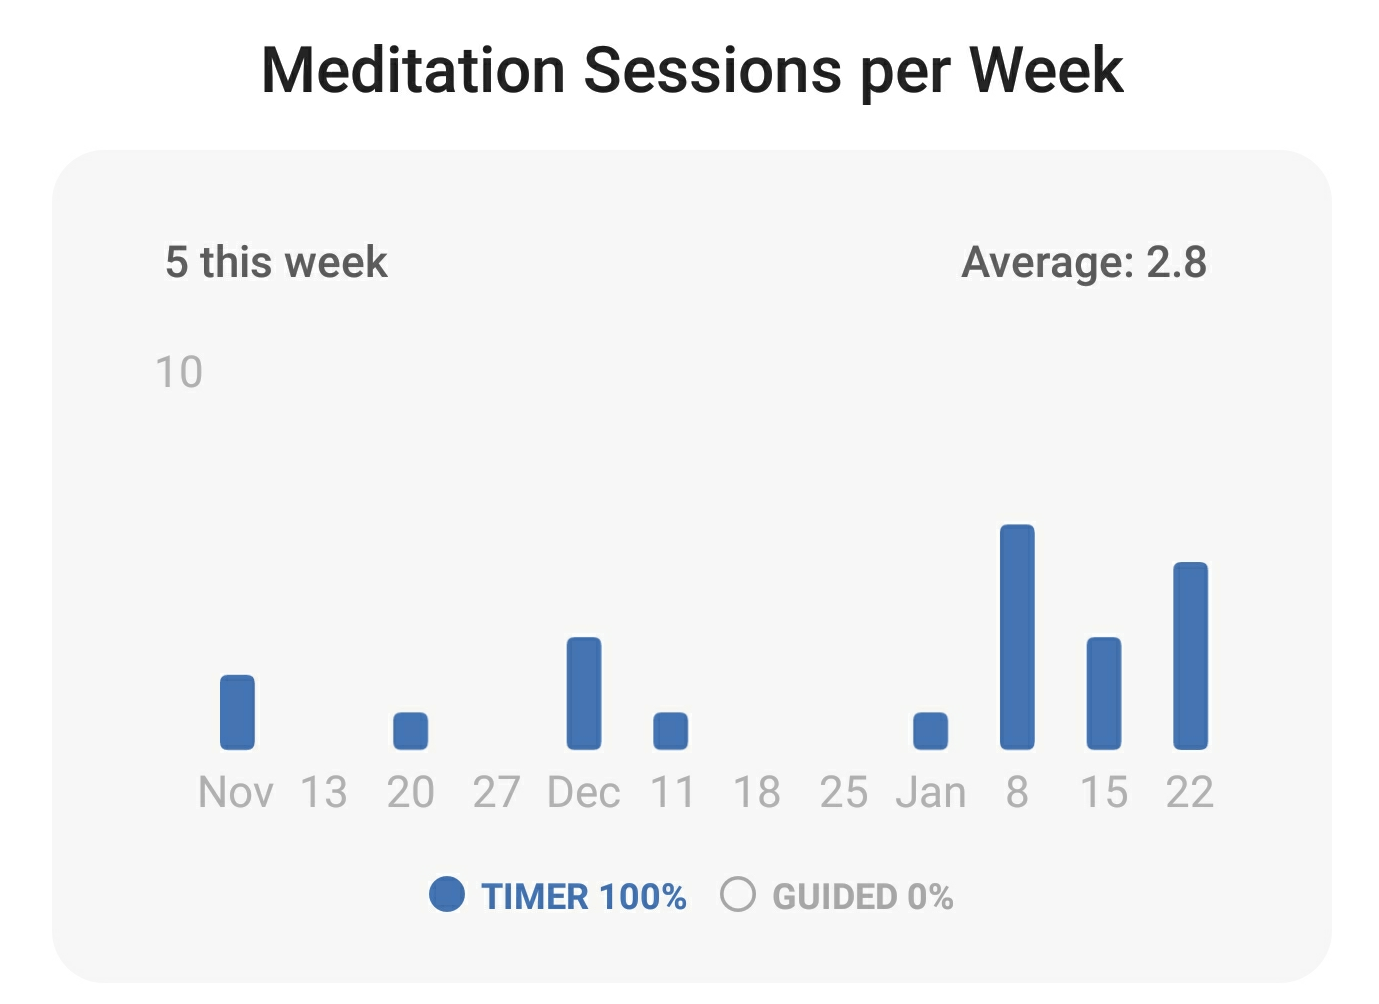 Meditation Sessions per Week
5 this week Average: 2.8
10
Nov 13 20 27 Dec 11 18 25 Jan 8 15 22
TIMER 100% GUIDED 0%